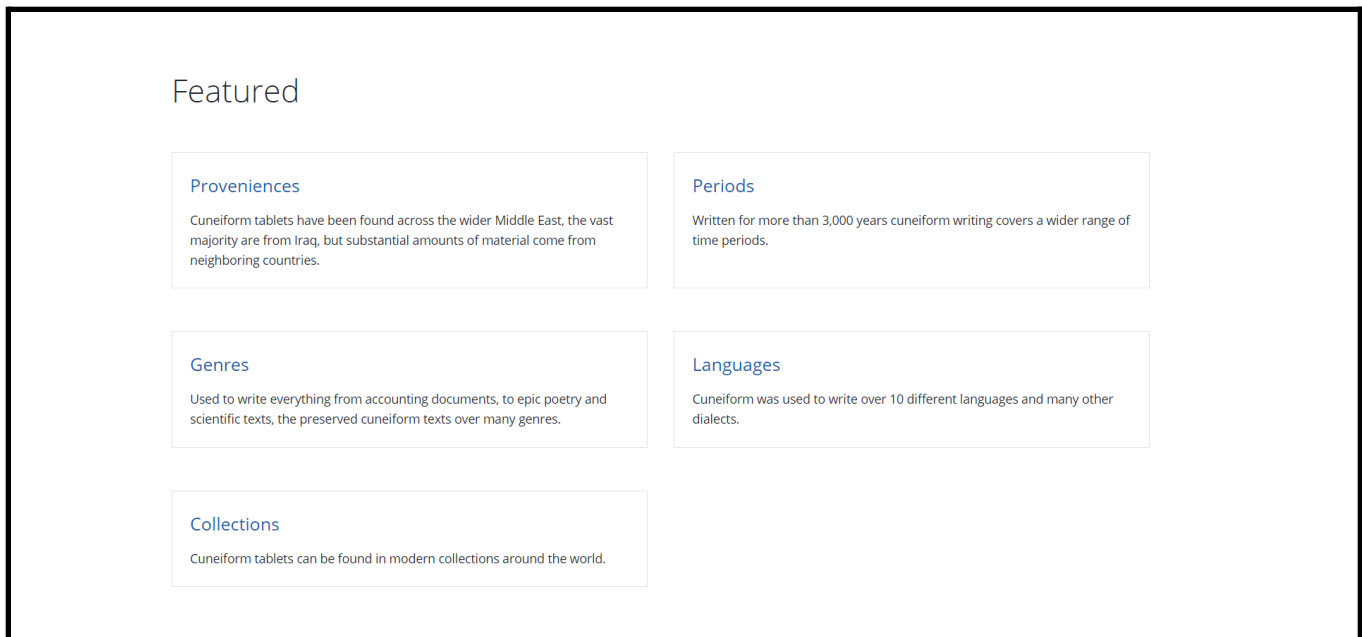 Featured
Proveniences
Cuneiform tablets have been found across the wider Middle East, the vast
majority are from Iraq, but substantial amounts of material come from
neighboring countries.
Periods
Written for more than 3,000 years cuneiform writing covers a wider range of
time periods.
Genres
Used to write everything from accounting documents, to epic poetry and
scientific texts, the preserved cuneiform texts over many genres.
Languages
Cuneiform was used to write over 10 different languages and many other
dialects.
Collections
Cuneiform tablets can be found in modern collections around the world.